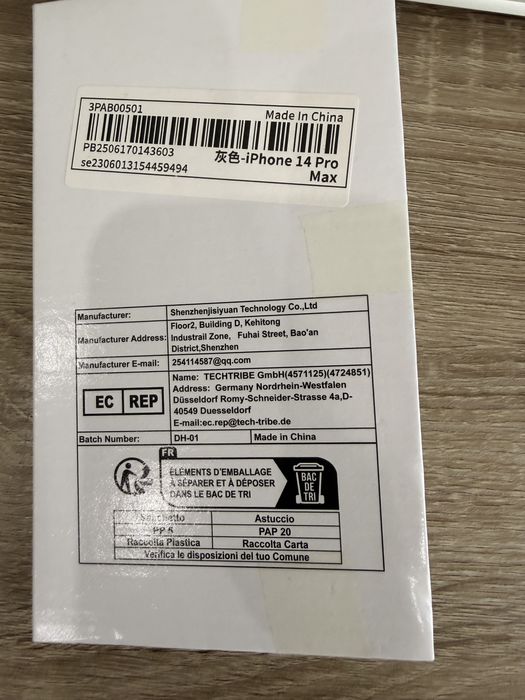 3PAB00501
Made In China
PB2506170143603
灰色-iPhone 14 Pro
Max
se2306013154459494
Manufacturer: Shenzhenjisiyuan Technology Co.,Ltd
Manufacturer Address: Floor2, Building D, Kehitong
Industrail Zone, Fuhai Street, Bao'an
District,Shenzhen
Manufacturer E-mail: 254114587@qq.com
EC REP
Name: TECHTRIBE GmbH(4571125)(4724851)
Address: Germany Nordrhein-Westfalen
Düsseldorf Romy-Schneider-Strasse 4a,D-
40549 Duesseldorf
E-mail:ec.rep@tech-tribe.de
Batch Number: DH-01 Made in China
FR
ÉLÉMENTS D'EMBALLAGE
À SÉPARER ET À DÉPOSER
DANS LE BAC DE TRI
BAC
DE
TRI
Sacchetto Astuccio
PP 5 PAP 20
Raccolta Plastica Raccolta Carta
Verifica le disposizioni del tuo Comune